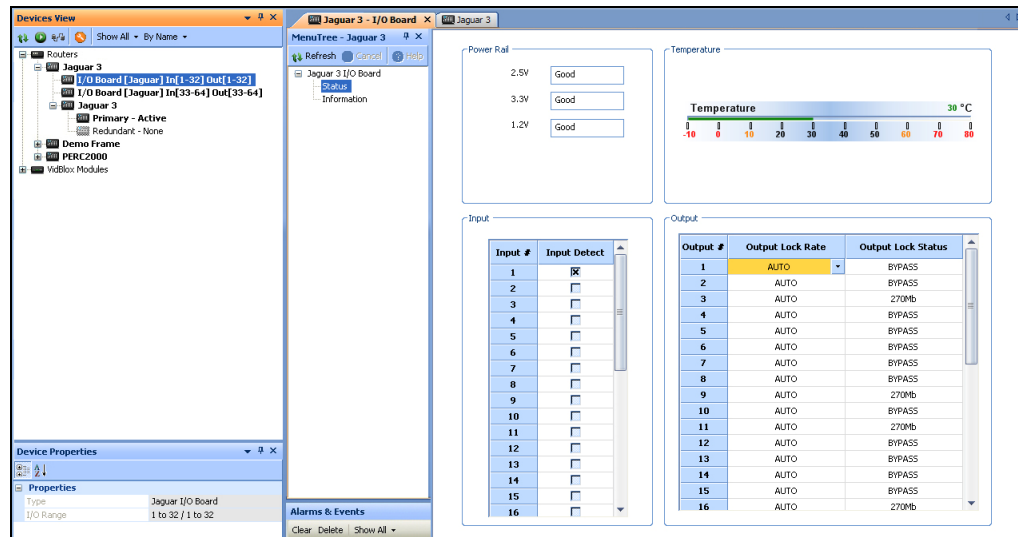 Devices View
Show All
By Name
Routers
Jaguar 3
I/O Board [Jaguar] In[1-32] Out[1-32]
I/O Board [Jaguar] In[33-64] Out[33-64]
Jaguar 3
Primary - Active
Redundant - None
Demo Frame
PERC2000
VidBlox Modules
Device Properties
Properties
Type Jaguar I/O Board
I/O Range 1 to 32 / 1 to 32
Jaguar 3 - I/O Board
Jaguar 3
MenuTree - Jaguar 3
Refresh Cancel Help
Jaguar 3 I/O Board
Status
Information
Alarms & Events
Clear Delete Show All
Power Rail
2.5V Good
3.3V Good
1.2V Good
Temperature
Temperature 30 °C
-10 0 10 20 30 40 50 60 70 80
Input
Input # Input Detect
1
2
3
4
5
6
7
8
9
10
11
12
13
14
15
16
Output
Output # Output Lock Rate Output Lock Status
1 AUTO BYPASS
2 AUTO BYPASS
3 AUTO 270Mb
4 AUTO BYPASS
5 AUTO BYPASS
6 AUTO BYPASS
7 AUTO BYPASS
8 AUTO BYPASS
9 AUTO 270Mb
10 AUTO BYPASS
11 AUTO 270Mb
12 AUTO BYPASS
13 AUTO BYPASS
14 AUTO BYPASS
15 AUTO BYPASS
16 AUTO 270Mb